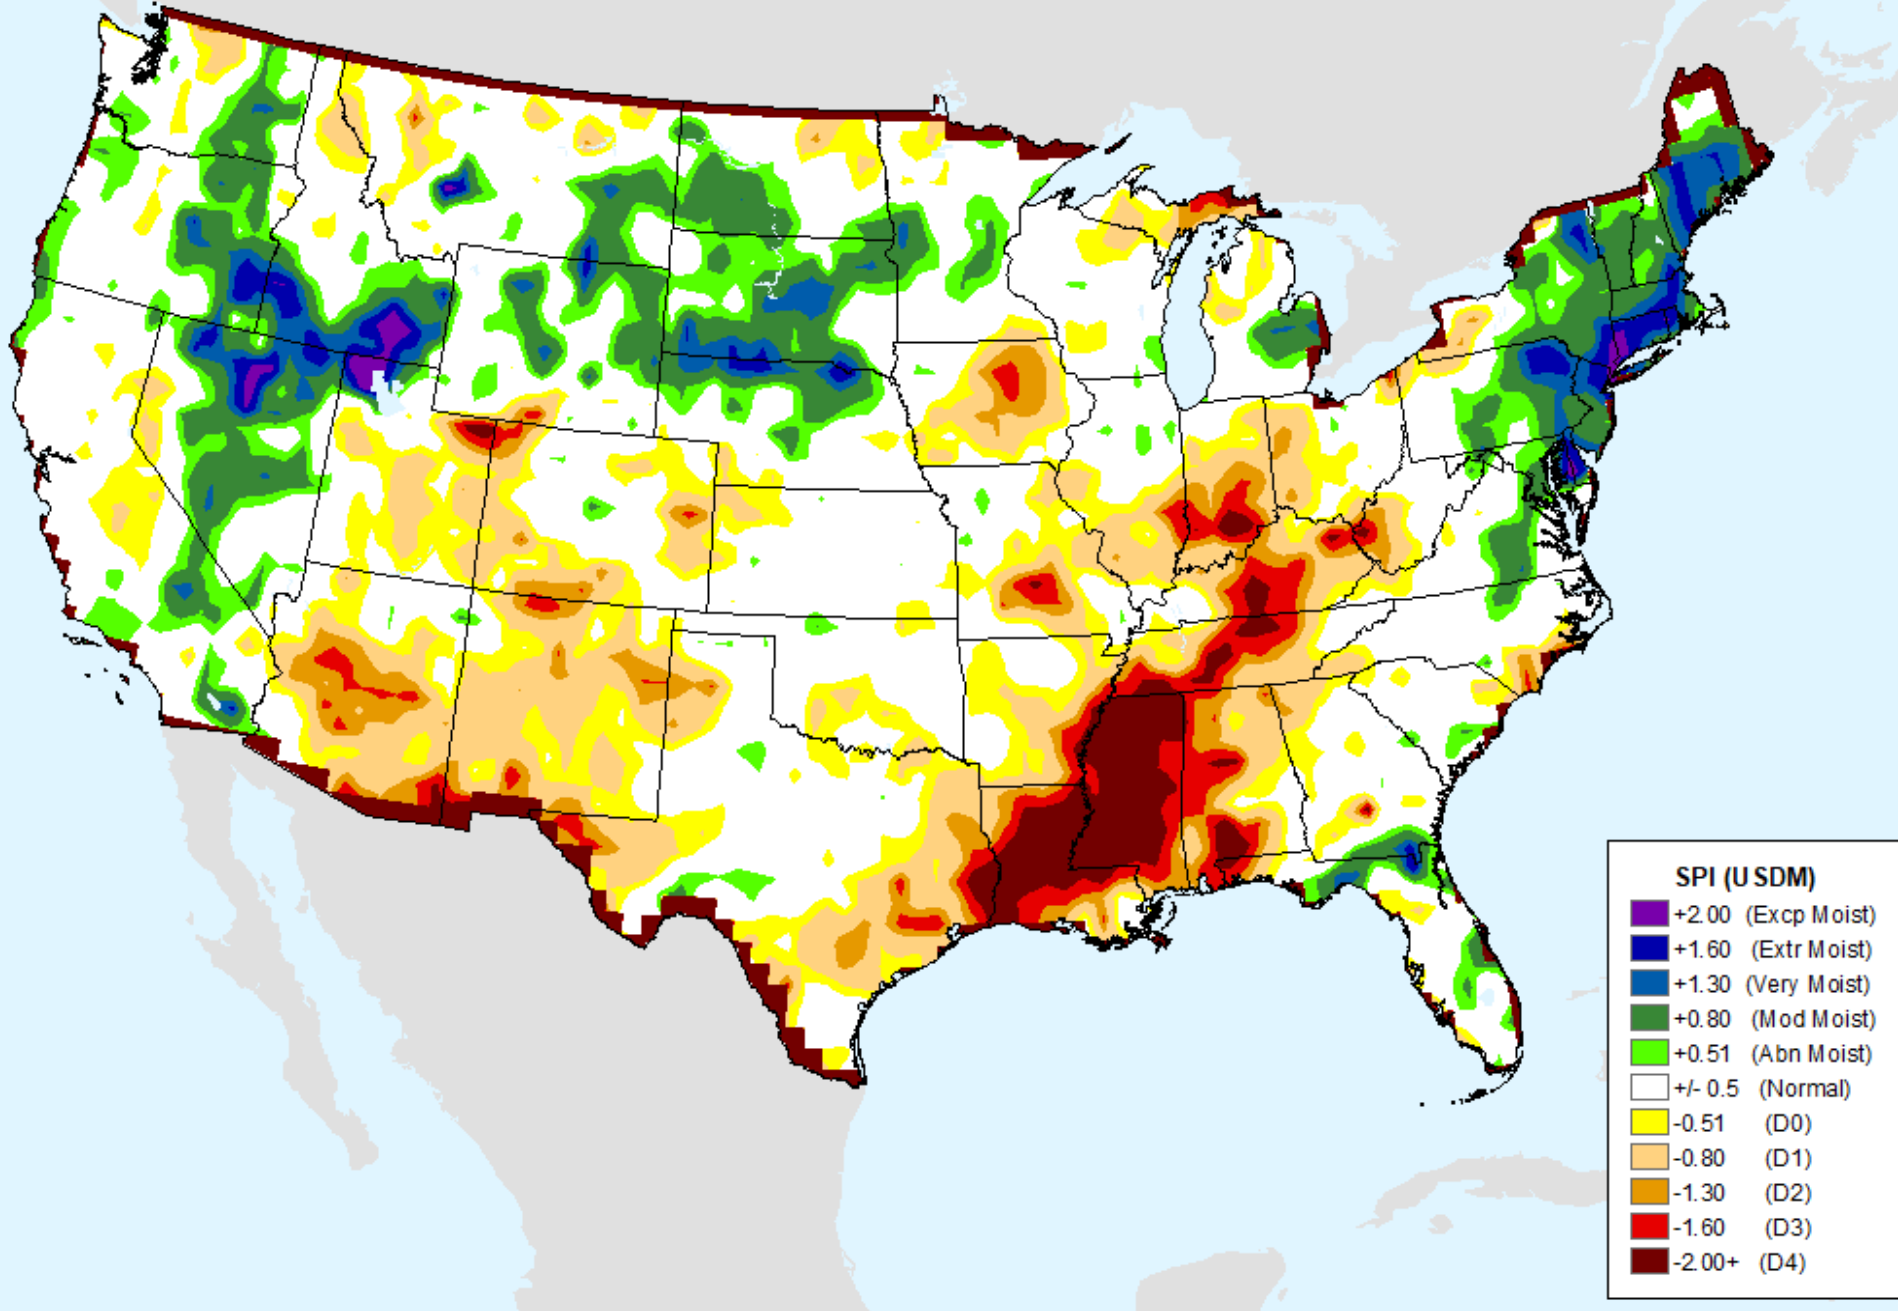 SPI (USDM)
+2.00 (Excp Moist)
+1.60 (Extr Moist)
+1.30 (Very Moist)
+0.80 (Mod Moist)
+0.51 (Abn Moist)
+/- 0.5 (Normal)
-0.51 (D0)
-0.80 (D1)
-1.30 (D2)
-1.60 (D3)
-2.00+ (D4)